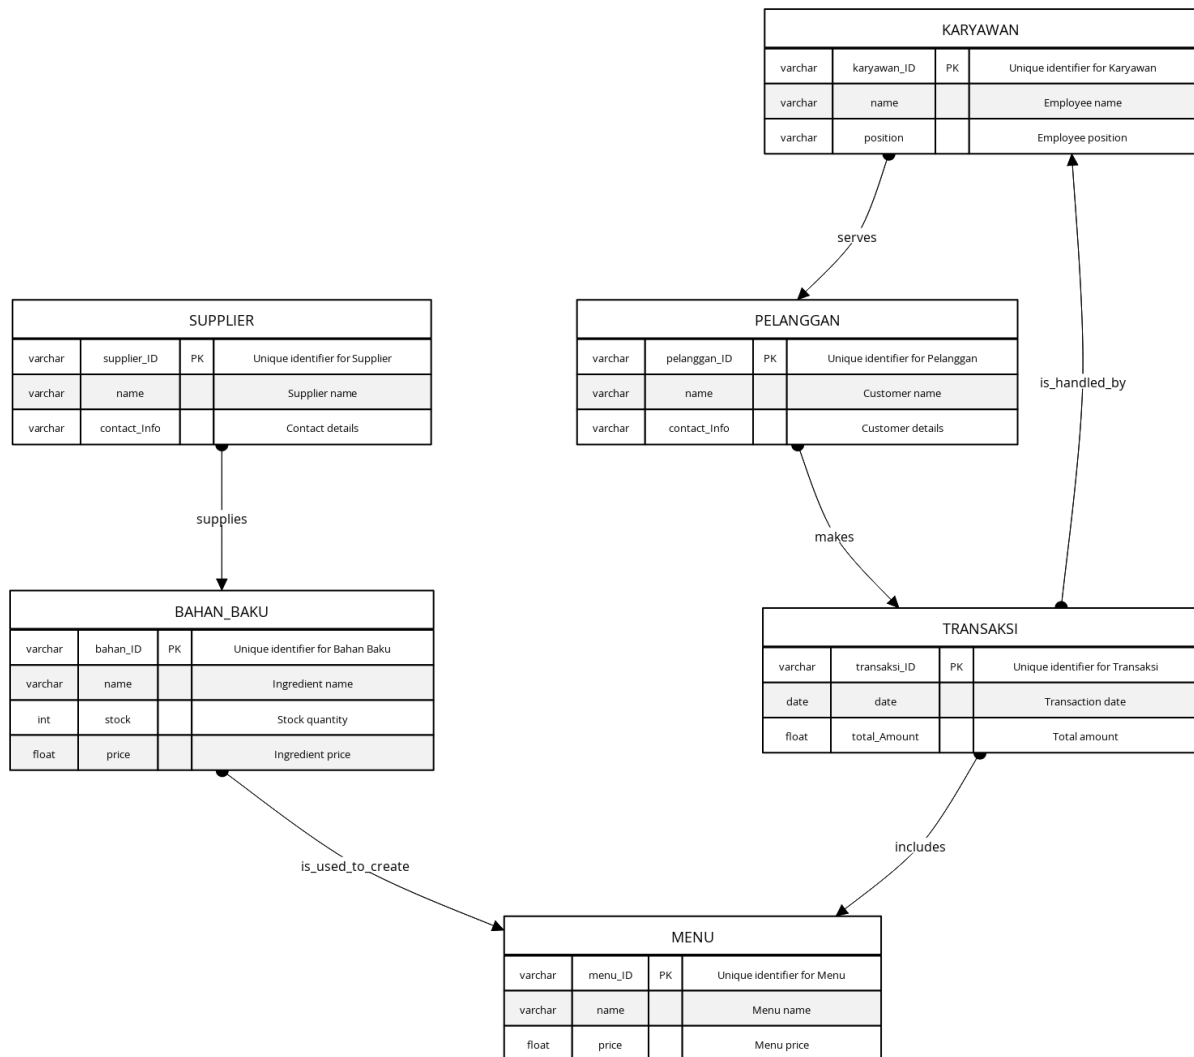 KARYAWAN
varchar karyawan_ID PK Unique identifier for Karyawan
varchar name Employee name
varchar position Employee position
serves
SUPPLIER
varchar supplier_ID PK Unique identifier for Supplier
varchar name Supplier name
varchar contact_Info Contact details
PELANGGAN
varchar pelanggan_ID PK Unique identifier for Pelanggan
varchar name Customer name
varchar contact_Info Customer details
is_handled_by
supplies
makes
BAHAN_BAKU
varchar bahan_ID PK Unique identifier for Bahan Baku
varchar name Ingredient name
int stock Stock quantity
float price Ingredient price
TRANSAKSI
varchar transaksi_ID PK Unique identifier for Transaksi
date date Transaction date
float total_Amount Total amount
is_used_to_create
includes
MENU
varchar menu_ID PK Unique identifier for Menu
varchar name Menu name
float price Menu price